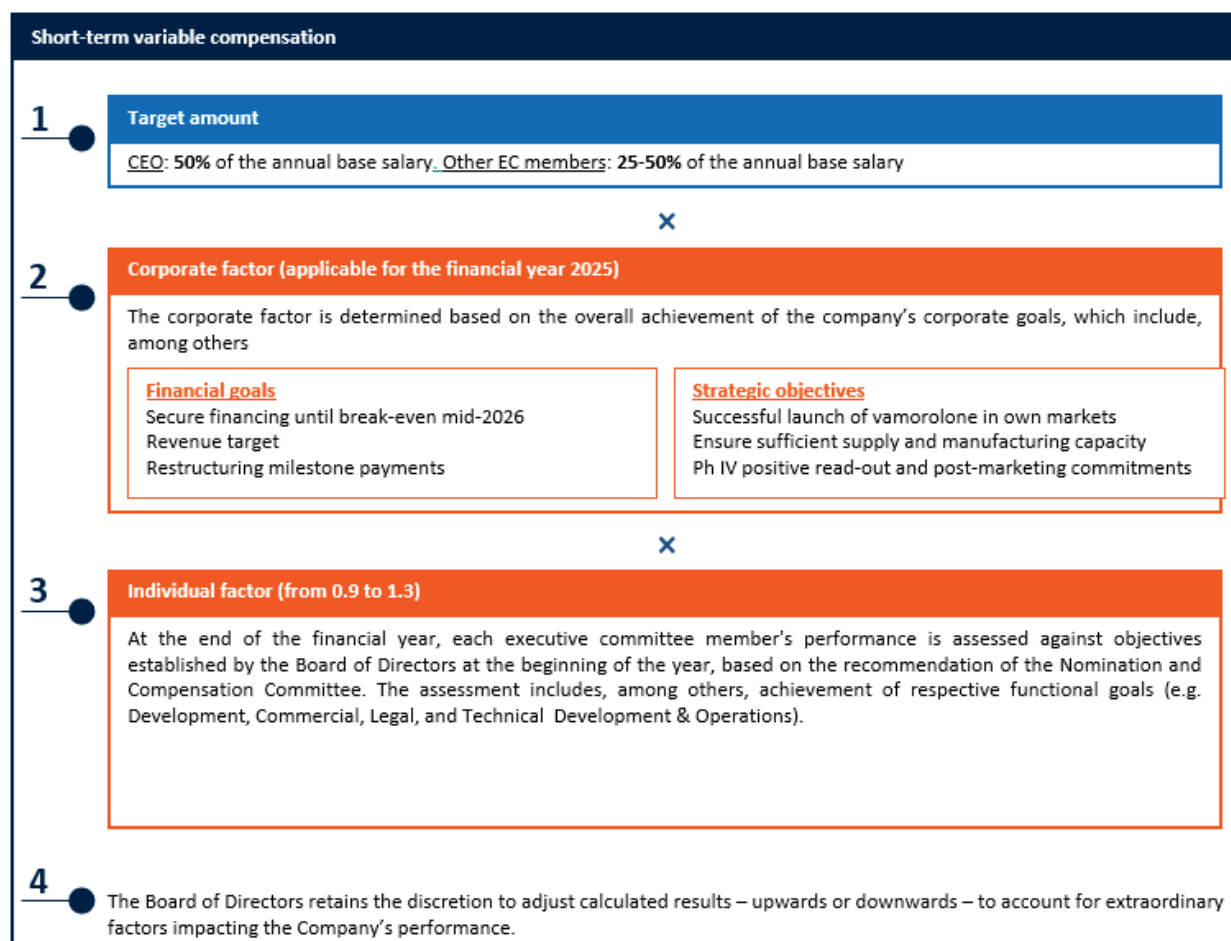 Short-term variable compensation
1
Target amount
CEO: 50% of the annual base salary. Other EC members: 25-50% of the annual base salary
×
2
Corporate factor (applicable for the financial year 2025)
The corporate factor is determined based on the overall achievement of the company's corporate goals, which include,
among others
Financial goals
Secure financing until break-even mid-2026
Revenue target
Restructuring milestone payments
Strategic objectives
Successful launch of vamorolone in own markets
Ensure sufficient supply and manufacturing capacity
Ph IV positive read-out and post-marketing commitments
×
3
Individual factor (from 0.9 to 1.3)
At the end of the financial year, each executive committee member's performance is assessed against objectives
established by the Board of Directors at the beginning of the year, based on the recommendation of the Nomination and
Compensation Committee. The assessment includes, among others, achievement of respective functional goals (e.g.
Development, Commercial, Legal, and Technical Development & Operations).
4
The Board of Directors retains the discretion to adjust calculated results – upwards or downwards – to account for extraordinary
factors impacting the Company's performance.